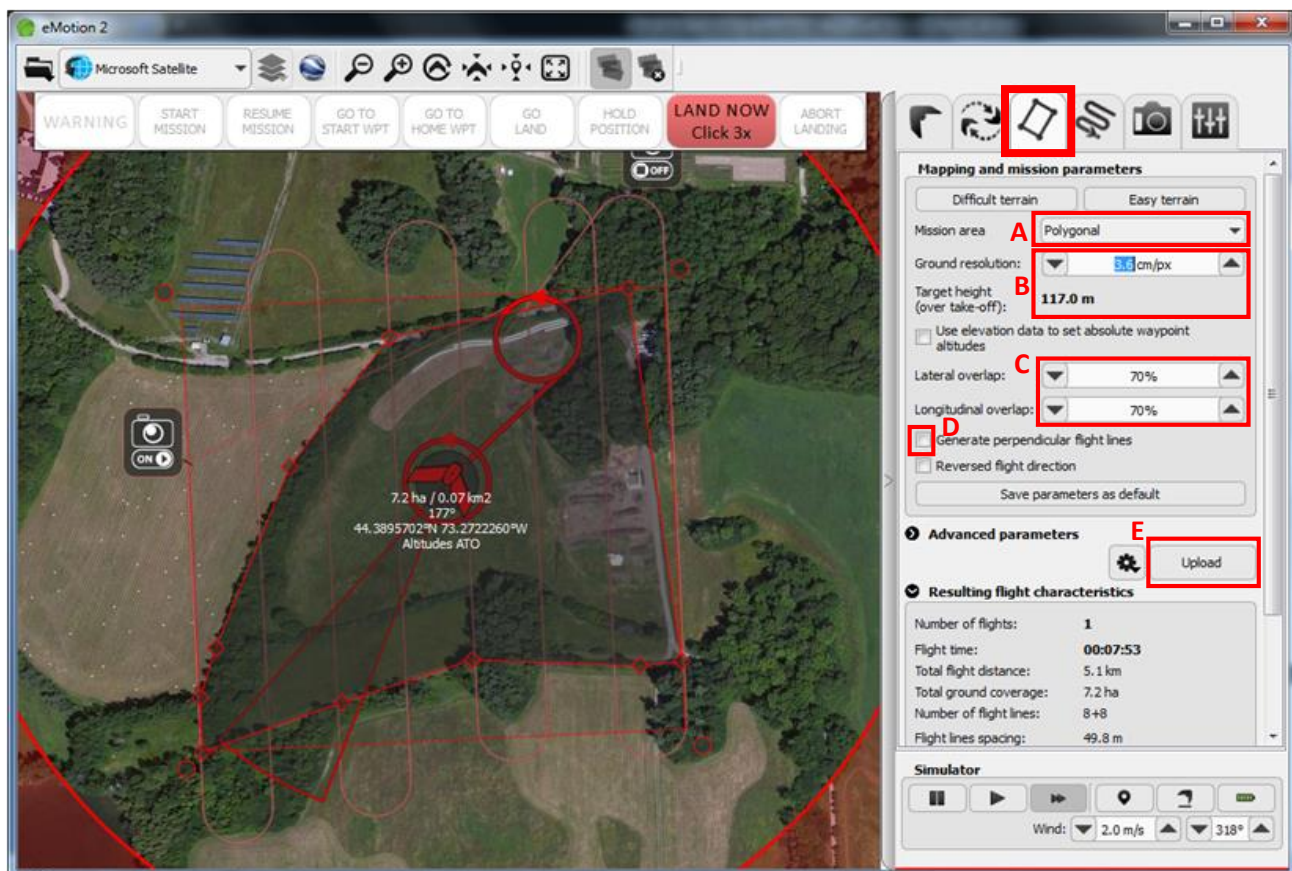 eMotion 2
Microsoft Satellite
WARNING
START
MISSION
RESUME
MISSION
GO TO
START WPT
GO TO
HOME WPT
GO
LAND
HOLD
POSITION
LAND NOW
Click 3x
ABORT
LANDING
OFF
ON
7.2 ha / 0.07 km2
177°
44.3895702°N 73.2722260°W
Altitudes ATO
Mapping and mission parameters
Difficult terrain
Easy terrain
Mission area
A
Polygonal
Ground resolution:
3.6 cm/px
B
Target height
(over take-off):
117.0 m
Use elevation data to set absolute waypoint
altitudes
C
Lateral overlap:
70%
Longitudinal overlap:
70%
D
Generate perpendicular flight lines
Reversed flight direction
Save parameters as default
Advanced parameters
E
Upload
Resulting flight characteristics
Number of flights: 1
Flight time: 00:07:53
Total flight distance: 5.1 km
Total ground coverage: 7.2 ha
Number of flight lines: 8+8
Flight lines spacing: 49.8 m
Simulator
Wind: 2.0 m/s 318°